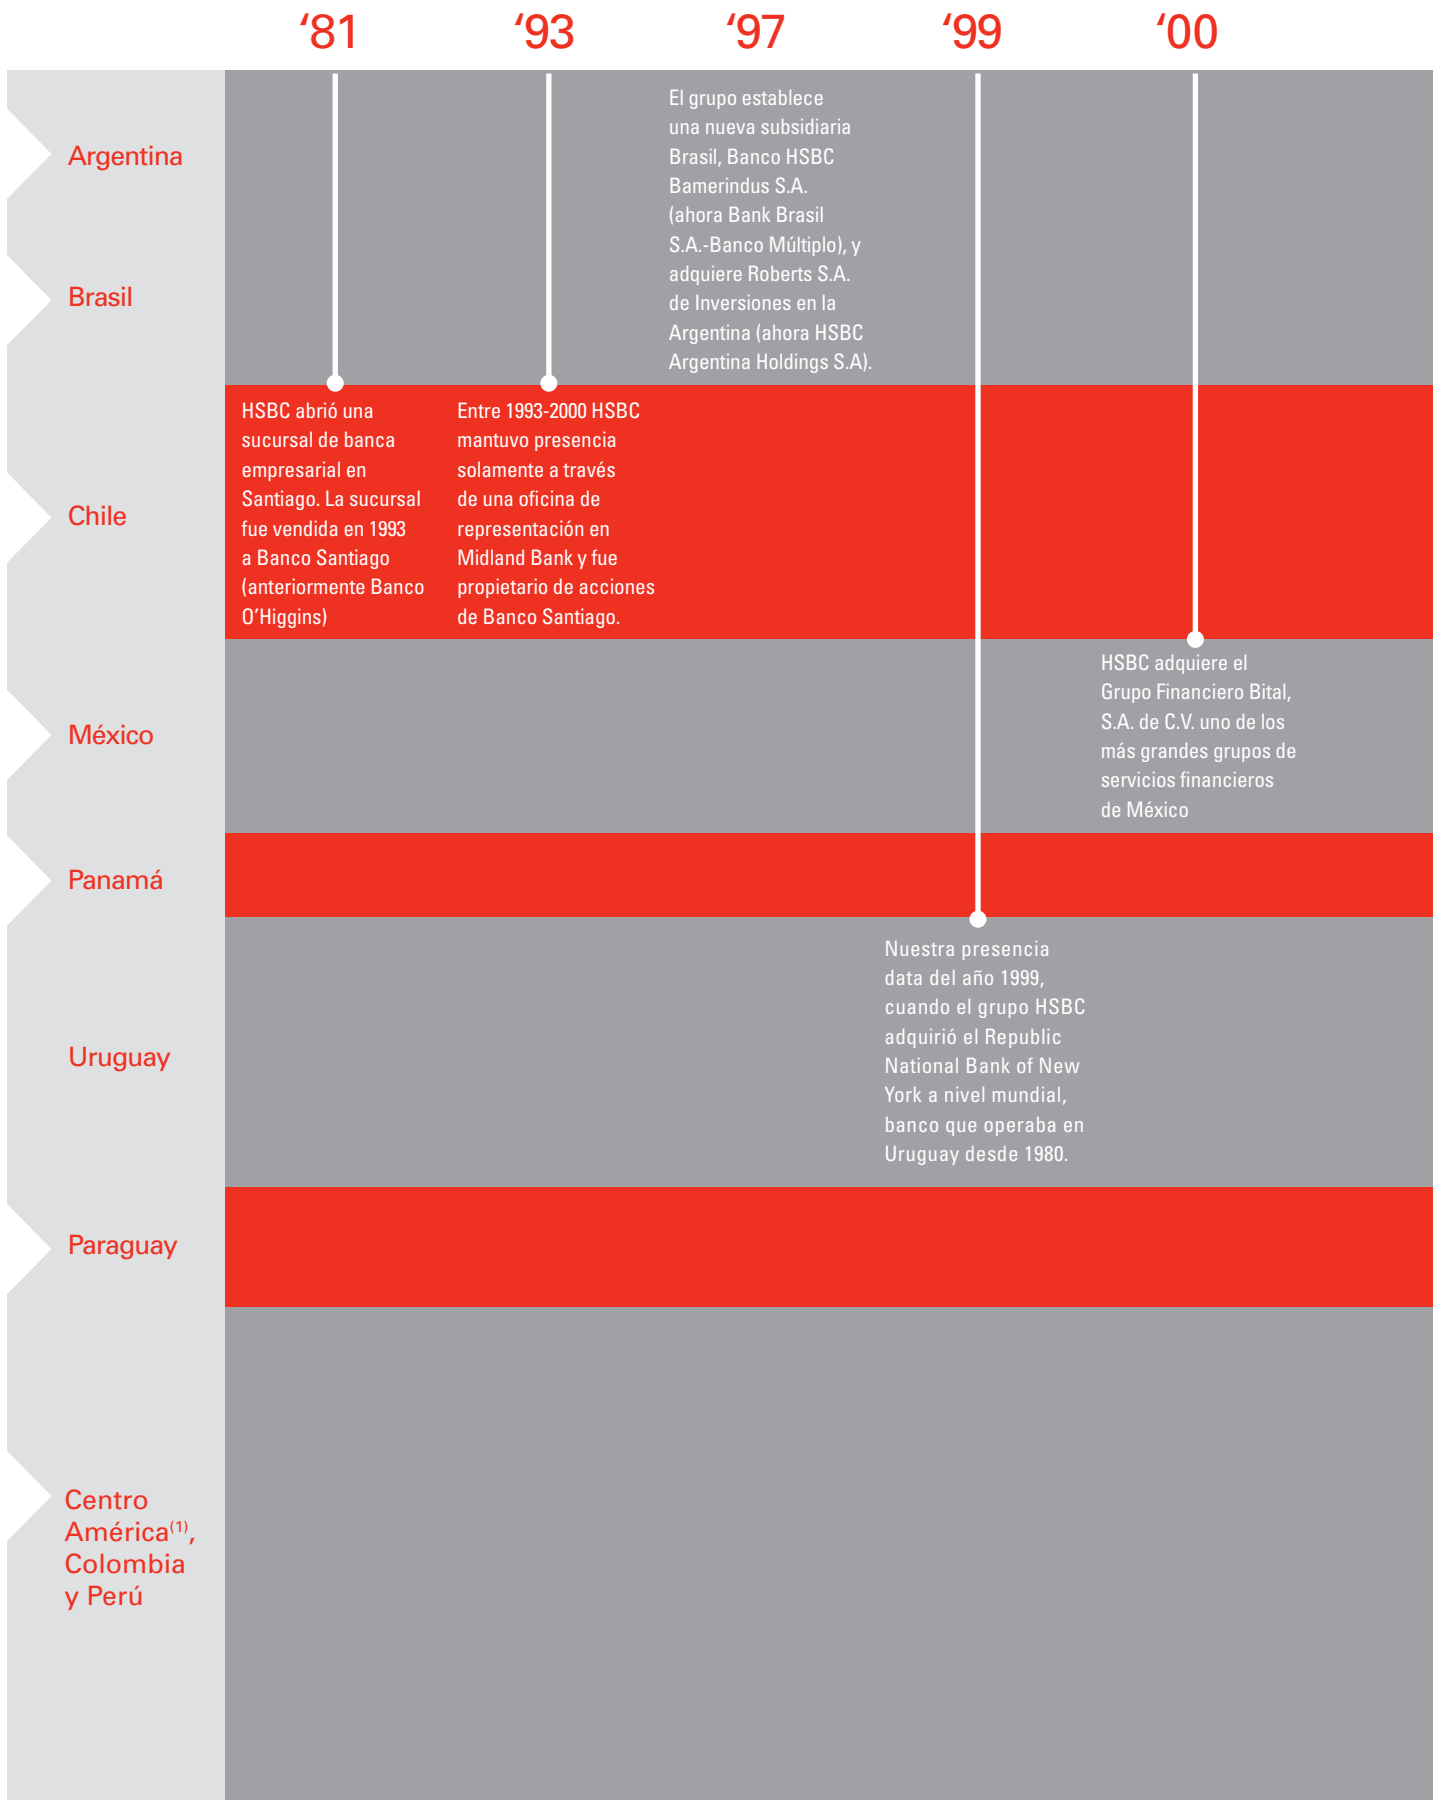 ‘81
‘93
‘97
‘99
‘00
Argentina
Brasil
El grupo establece
una nueva subsidiaria
Brasil, Banco HSBC
Bamerindus S.A.
(ahora Bank Brasil
S.A.-Banco Múltiplo), y
adquiere Roberts S.A.
de Inversiones en la
Argentina (ahora HSBC
Argentina Holdings S.A).
Chile
HSBC abrió una
sucursal de banca
empresarial en
Santiago. La sucursal
fue vendida en 1993
a Banco Santiago
(anteriormente Banco
O’Higgins)
Entre 1993-2000 HSBC
mantuvo presencia
solamente a través
de una oficina de
representación en
Midland Bank y fue
propietario de acciones
de Banco Santiago.
México
HSBC adquiere el
Grupo Financiero Bital,
S.A. de C.V. uno de los
más grandes grupos de
servicios financieros
de México
Panamá
Uruguay
Nuestra presencia
data del año 1999,
cuando el grupo HSBC
adquirió el Republic
National Bank of New
York a nivel mundial,
banco que operaba en
Uruguay desde 1980.
Paraguay
Centro
América(1),
Colombia
y Perú